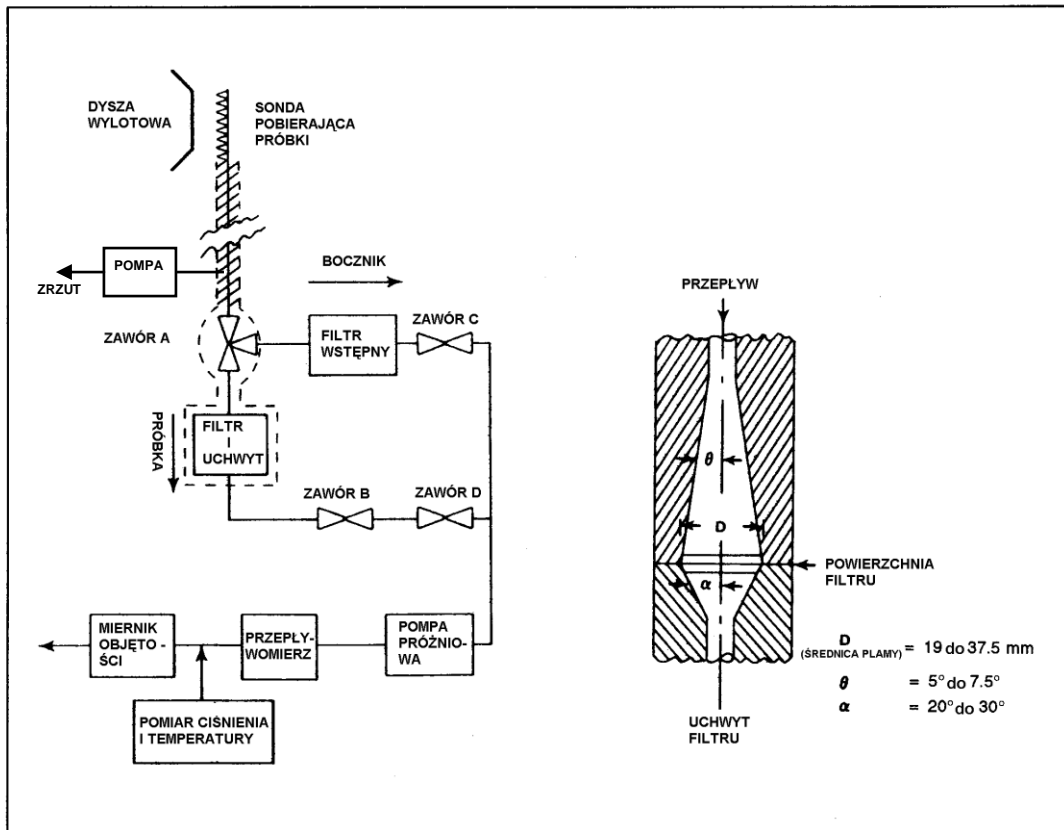 DYSZA
WYLOTOWA
SONDA
POBIERAJĄCA
PRÓBKI
POMPA
ZRZUT
BOCZNIK
ZAWÓR A
FILTR
WSTĘPNY
ZAWÓR C
PRÓBKA
FILTR
UCHWYT
ZAWÓR B
ZAWÓR D
MIERNIK
OBJĘTO -
ŚCI
PRZEPŁY-
WOMIERZ
POMPA
PRÓŻNIO-
WA
POMIAR CIŚNIENIA
I TEMPERATURY
PRZEPŁYW
θ
D
α
POWIERZCHNIA
FILTRU
UCHWYT
FILTRU
D
(ŚREDNICA PLAMY) = 19 do 37.5 mm
θ = 5° do 7.5°
α = 20° do 30°